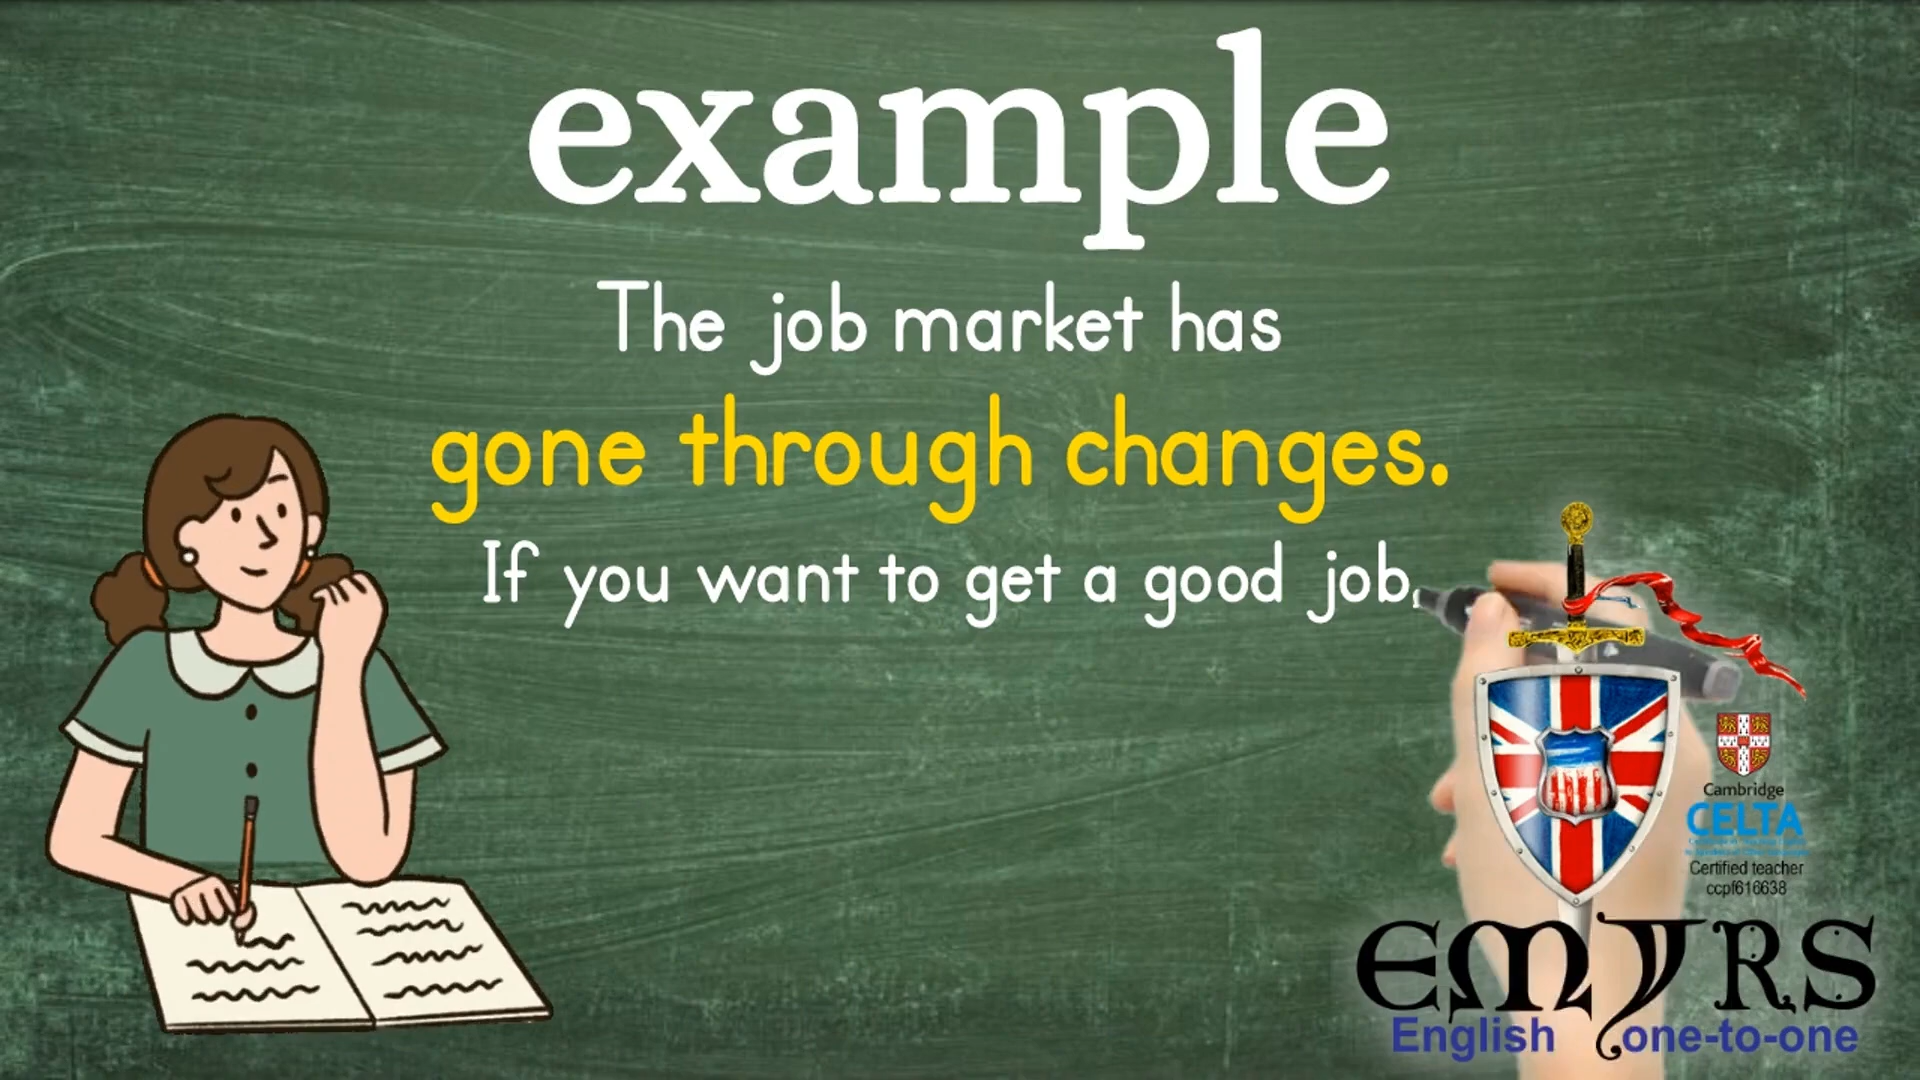 example
The job market has
gone through changes.
If you want to get a good job,
Cambridge
CELTA
Certified teacher
ccpf616638
EMYRS
English one-to-one